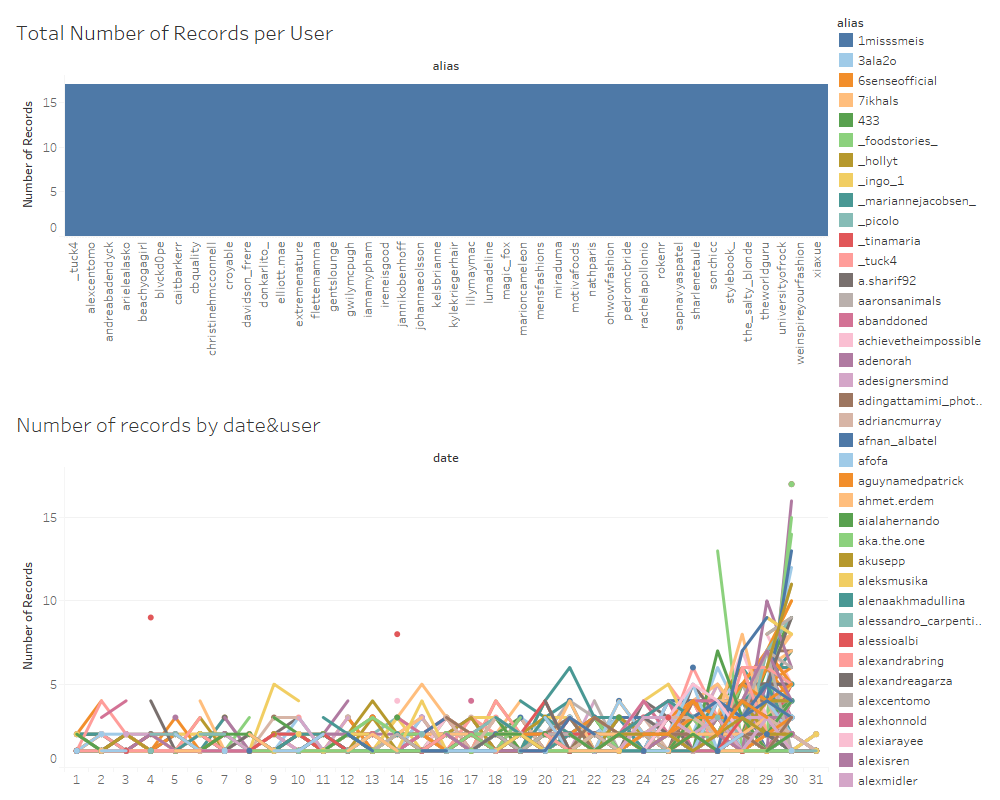 Total Number of Records per User
alias
Number of Records
15
10
5
0
_tuck4
alexcentomo
andreabadendyck
arielealasko
beachyogagirl
blvckd0pe
caitbarkerr
cbquality
christinehmcconnell
croyable
davidson_frere
donkarlito_
elliott.mae
extremenature
flettemamma
gentslounge
gwilymcpugh
iamamypham
irenelsgood
jannikobenhoff
johannaeolsson
kelsbrianne
kylekriegerhair
lilymaymac
lumadeline
magic_fox
marioncameleon
mensfashions
miraduma
motivafoods
nathparis
ohwowfashion
pedromcbride
rachelapollonio
rokenr
sapnavyaspatel
sharlenetaule
sonchicc
stylebook_
the_salty_blonde
theworldguru
universityofrock
weinspireyourfashion
xiaxue
Number of records by date&user
date
Number of Records
15
10
5
0
1 2 3 4 5 6 7 8 9 10 11 12 13 14 15 16 17 18 19 20 21 22 23 24 25 26 27 28 29 30 31
alias
1misssmeis
3ala2o
6senseofficial
7ikhals
433
_foodstories_
_hollyt
_ingo_1
_mariannejacobsen_
_picolo
_tinamaria
_tuck4
a.sharif92
aaronsanimals
abanddoned
achievetheimpossible
adenorah
adesignersmind
adingattamimi_phot..
adriancmurray
afnan_albatel
afofa
aguynamedpatrick
ahmet.erdem
aialahernando
aka.the.one
akusepp
aleksmusika
alenaakhmadullina
alessandro_carpenti..
alessioalbi
alexandrabring
alexandreagarza
alexcentomo
alexhonnold
alexiarayee
alexisren
alexmidler